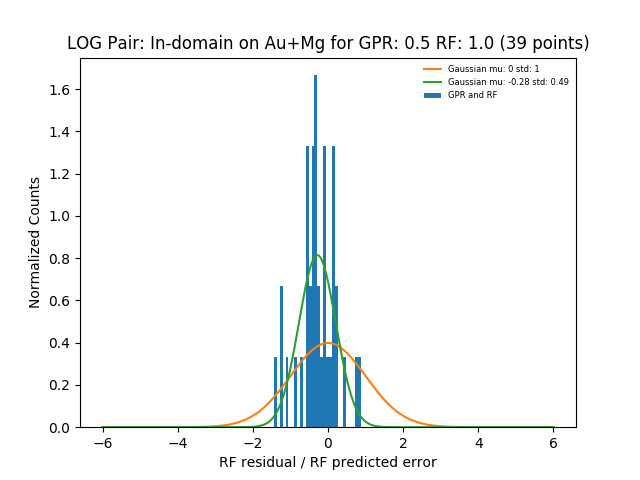 LOG Pair: In-domain on Au+Mg for GPR: 0.5 RF: 1.0 (39 points)
Gaussian mu: 0 std: 1
Gaussian mu: -0.28 std: 0.49
GPR and RF
Normalized Counts
1.6
1.4
1.2
1.0
0.8
0.6
0.4
0.2
0.0
−6 −4 −2 0 2 4 6
RF residual / RF predicted error